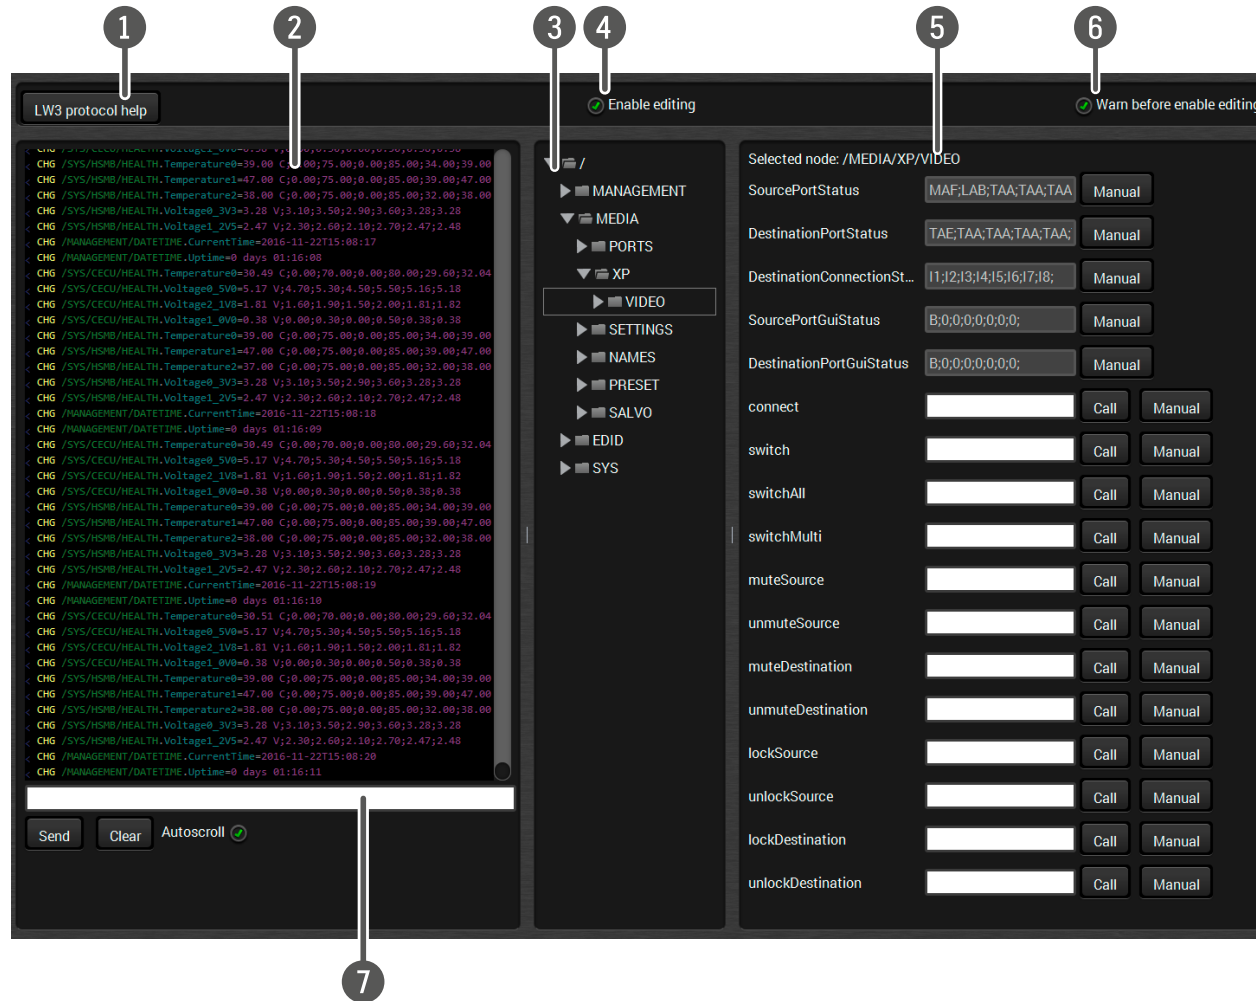 1
2
3
4
5
6
LW3 protocol help
Enable editing
Warn before enable editing
CHG /SYS/HSMB/HEALTH.Temperature0=39.00 C;0.00;75.00;0.00;85.00;34.00;39.00
CHG /SYS/HSMB/HEALTH.Temperature1=47.00 C;0.00;75.00;0.00;85.00;39.00;47.00
CHG /SYS/HSMB/HEALTH.Temperature2=38.00 C;0.00;75.00;0.00;85.00;32.00;38.00
CHG /SYS/HSMB/HEALTH.Voltage0_3V3=3.28 V;3.10;3.50;2.90;3.60;3.28;3.28
CHG /SYS/HSMB/HEALTH.Voltage1_2V5=2.47 V;2.30;2.60;2.10;2.70;2.47;2.48
CHG /MANAGEMENT/DATETIME.CurrentTime=2016-11-22T15:08:17
CHG /MANAGEMENT/DATETIME.Uptime=0 days 01:16:08
CHG /SYS/CECU/HEALTH.Temperature0=30.49 C;0.00;70.00;0.00;80.00;29.60;32.04
CHG /SYS/CECU/HEALTH.Voltage0_5V0=5.17 V;4.70;5.30;4.50;5.50;5.16;5.18
CHG /SYS/CECU/HEALTH.Voltage2_1V8=1.81 V;1.60;1.90;1.50;2.00;1.81;1.82
CHG /SYS/CECU/HEALTH.Voltage1_0V0=0.38 V;0.00;0.30;0.00;0.50;0.38;0.38
CHG /SYS/HSMB/HEALTH.Temperature0=39.00 C;0.00;75.00;0.00;85.00;34.00;39.00
CHG /SYS/HSMB/HEALTH.Temperature1=47.00 C;0.00;75.00;0.00;85.00;39.00;47.00
CHG /SYS/HSMB/HEALTH.Temperature2=37.00 C;0.00;75.00;0.00;85.00;32.00;38.00
CHG /SYS/HSMB/HEALTH.Voltage0_3V3=3.28 V;3.10;3.50;2.90;3.60;3.28;3.28
CHG /SYS/HSMB/HEALTH.Voltage1_2V5=2.47 V;2.30;2.60;2.10;2.70;2.47;2.48
CHG /MANAGEMENT/DATETIME.CurrentTime=2016-11-22T15:08:18
CHG /MANAGEMENT/DATETIME.Uptime=0 days 01:16:09
CHG /SYS/CECU/HEALTH.Temperature0=30.49 C;0.00;70.00;0.00;80.00;29.60;32.04
CHG /SYS/CECU/HEALTH.Voltage0_5V0=5.17 V;4.70;5.30;4.50;5.50;5.16;5.18
CHG /SYS/CECU/HEALTH.Voltage2_1V8=1.81 V;1.60;1.90;1.50;2.00;1.81;1.82
CHG /SYS/CECU/HEALTH.Voltage1_0V0=0.38 V;0.00;0.30;0.00;0.50;0.38;0.38
CHG /SYS/HSMB/HEALTH.Temperature0=39.00 C;0.00;75.00;0.00;85.00;34.00;39.00
CHG /SYS/HSMB/HEALTH.Temperature1=47.00 C;0.00;75.00;0.00;85.00;39.00;47.00
CHG /SYS/HSMB/HEALTH.Temperature2=38.00 C;0.00;75.00;0.00;85.00;32.00;38.00
CHG /SYS/HSMB/HEALTH.Voltage0_3V3=3.28 V;3.10;3.50;2.90;3.60;3.28;3.28
CHG /SYS/HSMB/HEALTH.Voltage1_2V5=2.47 V;2.30;2.60;2.10;2.70;2.47;2.48
CHG /MANAGEMENT/DATETIME.CurrentTime=2016-11-22T15:08:19
CHG /MANAGEMENT/DATETIME.Uptime=0 days 01:16:10
CHG /SYS/CECU/HEALTH.Temperature0=30.51 C;0.00;70.00;0.00;80.00;29.60;32.04
CHG /SYS/CECU/HEALTH.Voltage0_5V0=5.17 V;4.70;5.30;4.50;5.50;5.16;5.18
CHG /SYS/CECU/HEALTH.Voltage2_1V8=1.81 V;1.60;1.90;1.50;2.00;1.81;1.82
CHG /SYS/CECU/HEALTH.Voltage1_0V0=0.38 V;0.00;0.30;0.00;0.50;0.38;0.38
CHG /SYS/HSMB/HEALTH.Temperature0=39.00 C;0.00;75.00;0.00;85.00;34.00;39.00
CHG /SYS/HSMB/HEALTH.Temperature1=47.00 C;0.00;75.00;0.00;85.00;39.00;47.00
CHG /SYS/HSMB/HEALTH.Temperature2=38.00 C;0.00;75.00;0.00;85.00;32.00;38.00
CHG /SYS/HSMB/HEALTH.Voltage0_3V3=3.28 V;3.10;3.50;2.90;3.60;3.28;3.28
CHG /SYS/HSMB/HEALTH.Voltage1_2V5=2.47 V;2.30;2.60;2.10;2.70;2.47;2.48
CHG /MANAGEMENT/DATETIME.CurrentTime=2016-11-22T15:08:20
CHG /MANAGEMENT/DATETIME.Uptime=0 days 01:16:11
Send
Clear
Autoscroll
7
/
MANAGEMENT
MEDIA
PORTS
XP
VIDEO
SETTINGS
NAMES
PRESET
SALVO
EDID
SYS
Selected node: /MEDIA/XP/VIDEO
SourcePortStatus MAF;LAB;TAA;TAA;TAA Manual
DestinationPortStatus TAE;TAA;TAA;TAA;TAA; Manual
DestinationConnectionSt... I1;I2;I3;I4;I5;I6;I7;I8; Manual
SourcePortGuiStatus B;0;0;0;0;0;0;0; Manual
DestinationPortGuiStatus B;0;0;0;0;0;0;0; Manual
connect Call Manual
switch Call Manual
switchAll Call Manual
switchMulti Call Manual
muteSource Call Manual
unmuteSource Call Manual
muteDestination Call Manual
unmuteDestination Call Manual
lockSource Call Manual
unlockSource Call Manual
lockDestination Call Manual
unlockDestination Call Manual